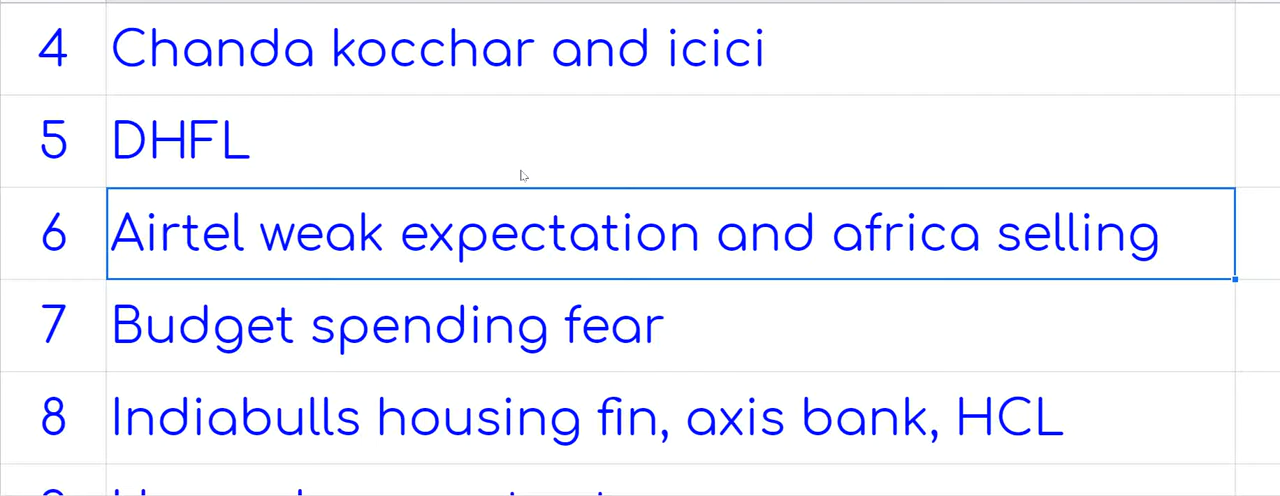 4 Chanda kocchar and icici
5 DHFL
6 Airtel weak expectation and africa selling
7 Budget spending fear
8 Indiabulls housing fin, axis bank, HCL